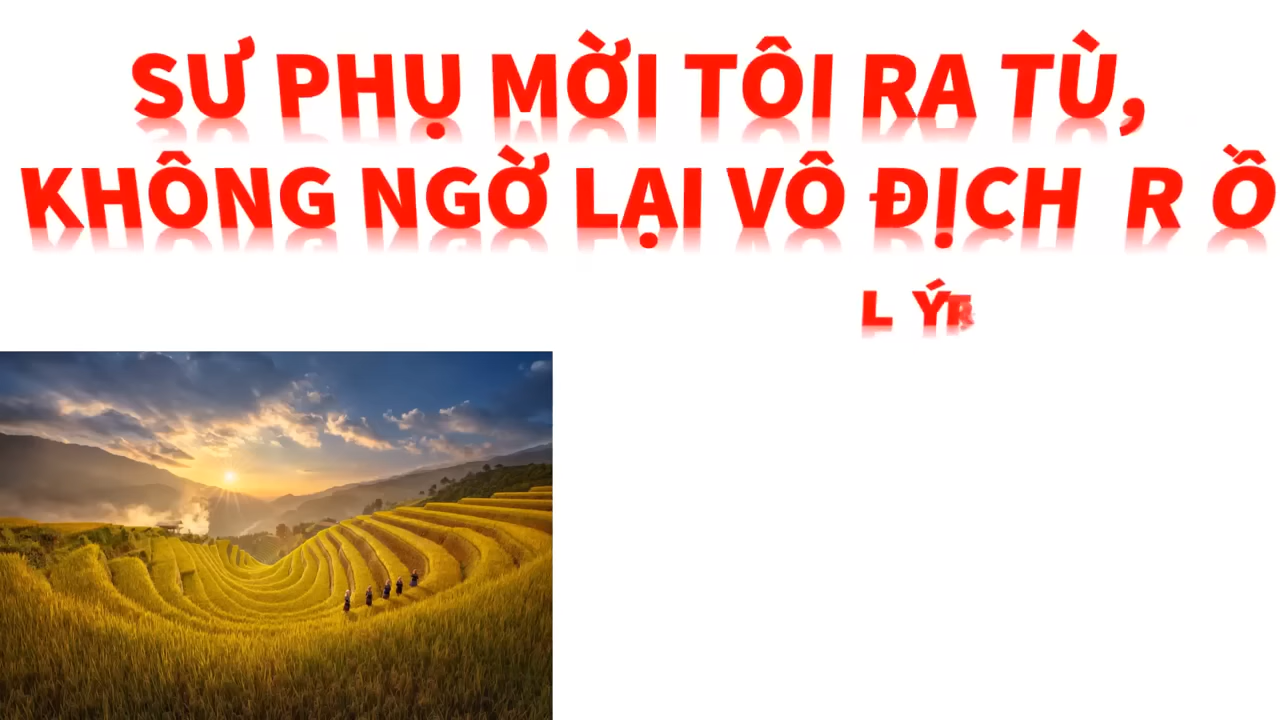 SƯ PHỤ MỜI TÔI RA TÙ,
KHÔNG NGỜ LẠI VÔ ĐỊCH R Ồ
L Ý